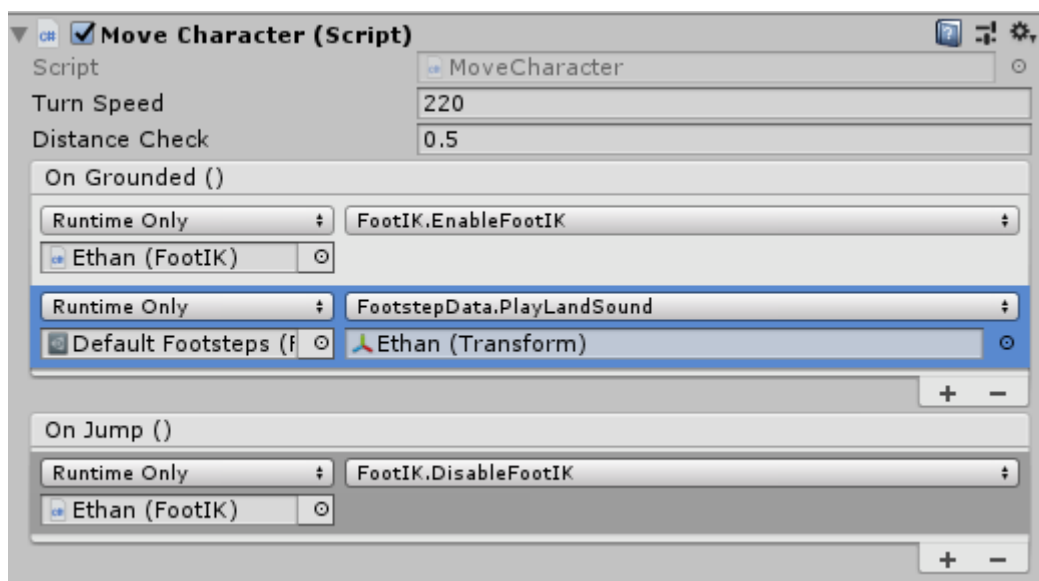 Move Character (Script)
Script MoveCharacter
Turn Speed 220
Distance Check 0.5
On Grounded ()
Runtime Only FootIK.EnableFootIK
Ethan (FootIK)
Runtime Only FootstepData.PlayLandSound
Default Footsteps (F Ethan (Transform)
+ −
On Jump ()
Runtime Only FootIK.DisableFootIK
Ethan (FootIK)
+ −